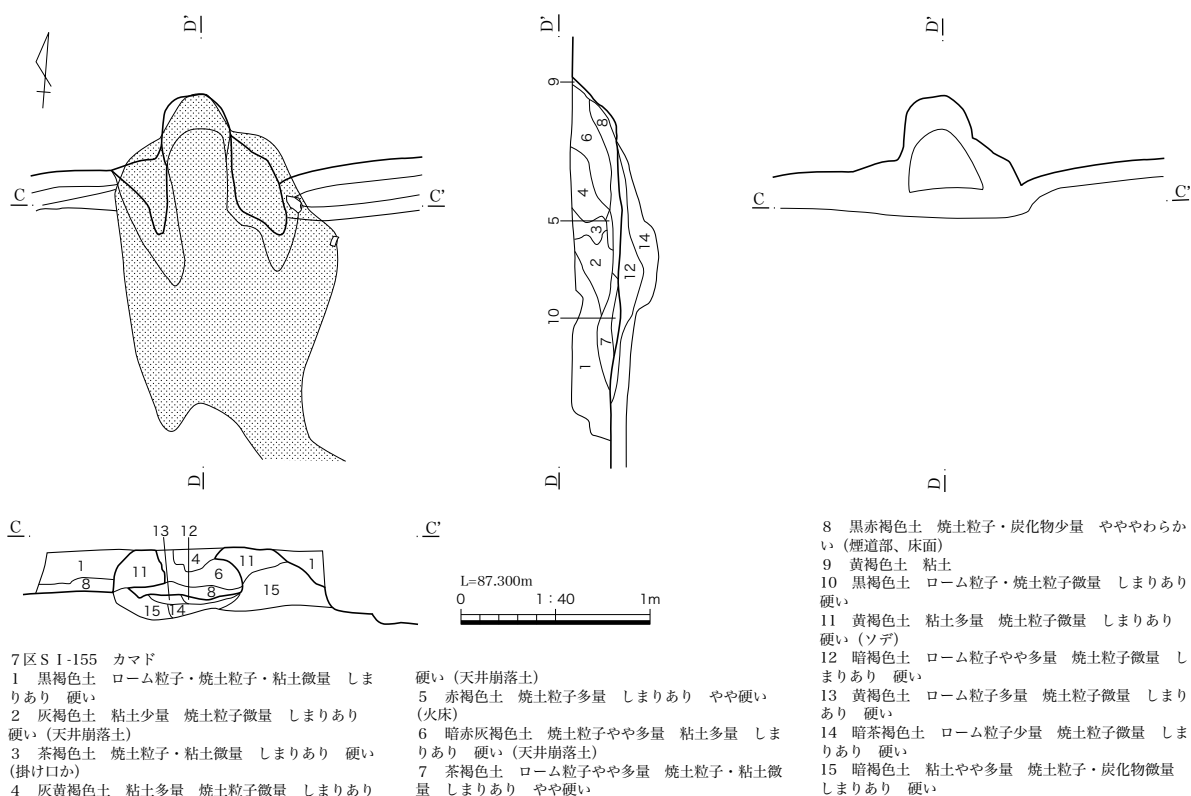 D'
D'
D'
9
8
6
C
C'
4
5
3
14
2
12
10
7
1
C
C'
D
D
D
C
C'
13 12
4
11
1
11
1
6
8
8
15
15 14
L=87.300m
0 1:40 1m
7区SI-155 カマド
1 黒褐色土 ローム粒子・焼土粒子・粘土微量 しま
りあり 硬い
2 灰褐色土 粘土少量 焼土粒子微量 しまりあり
硬い(天井崩落土)
3 茶褐色土 焼土粒子・粘土微量 しまりあり 硬い
(掛け口か)
4 灰黄褐色土 粘土多量 焼土粒子微量 しまりあり
硬い(天井崩落土)
5 赤褐色土 焼土粒子多量 しまりあり やや硬い
(火床)
6 暗赤灰褐色土 焼土粒子やや多量 粘土多量 しま
りあり 硬い(天井崩落土)
7 茶褐色土 ローム粒子やや多量 焼土粒子・粘土微
量 しまりあり やや硬い
8 黒赤褐色土 焼土粒子・炭化物少量 ややややわらか
い(煙道部、床面)
9 黄褐色土 粘土
10 黒褐色土 ローム粒子・焼土粒子微量 しまりあり
硬い
11 黄褐色土 粘土多量 焼土粒子微量 しまりあり
硬い(ソデ)
12 暗褐色土 ローム粒子やや多量 焼土粒子微量 し
まりあり 硬い
13 黄褐色土 ローム粒子多量 焼土粒子微量 しまり
あり 硬い
14 暗茶褐色土 ローム粒子少量 焼土粒子微量 しま
りあり 硬い
15 暗褐色土 粘土やや多量 焼土粒子・炭化物微量
しまりあり 硬い